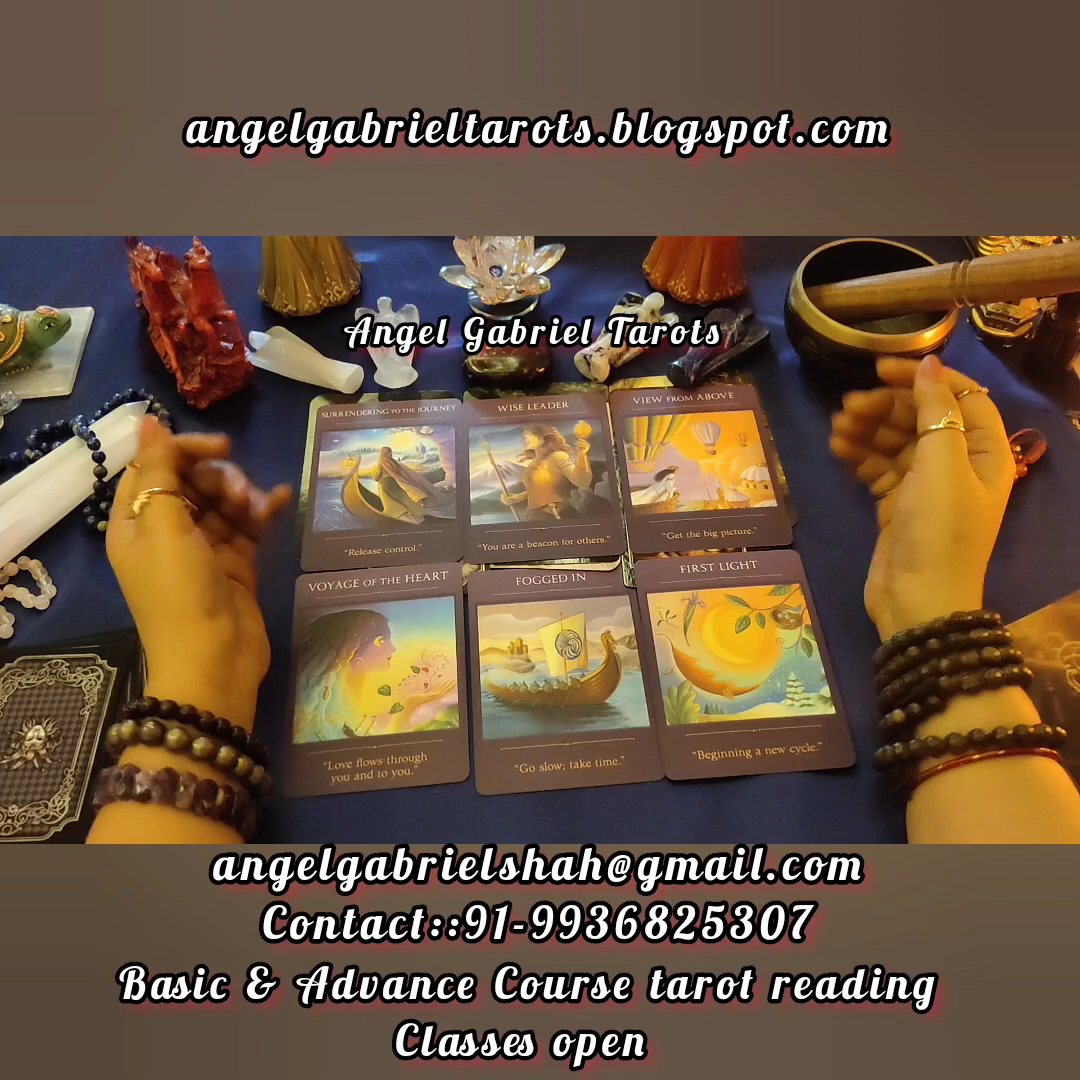 angelgabrieltarots.blogspot.com
Angel Gabriel Tarots
SURRENDERING TO THE JOURNEY
"Release control."
WISE LEADER
"You are a beacon for others."
VIEW FROM ABOVE
"Get the big picture."
VOYAGE OF THE HEART
"Love flows through
you and to you."
FOGGED IN
"Go slow; take time."
FIRST LIGHT
"Beginning a new cycle."
angelgabrielshah@gmail.com
Contact::91-9936825307
Basic & Advance Course tarot reading
Classes open